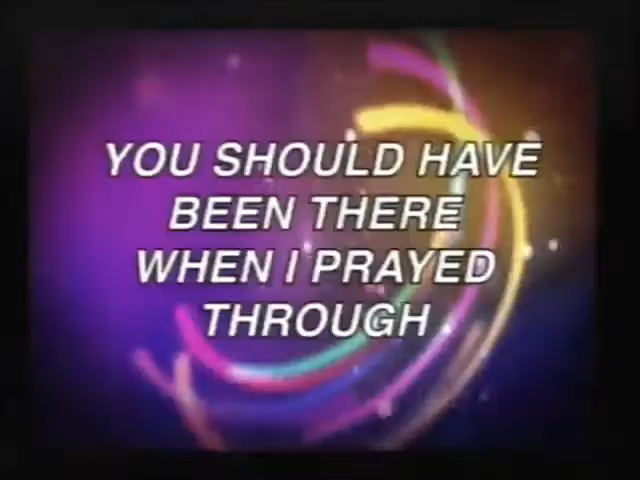 YOU SHOULD HAVE
BEEN THERE
WHEN I PRAYED
THROUGH